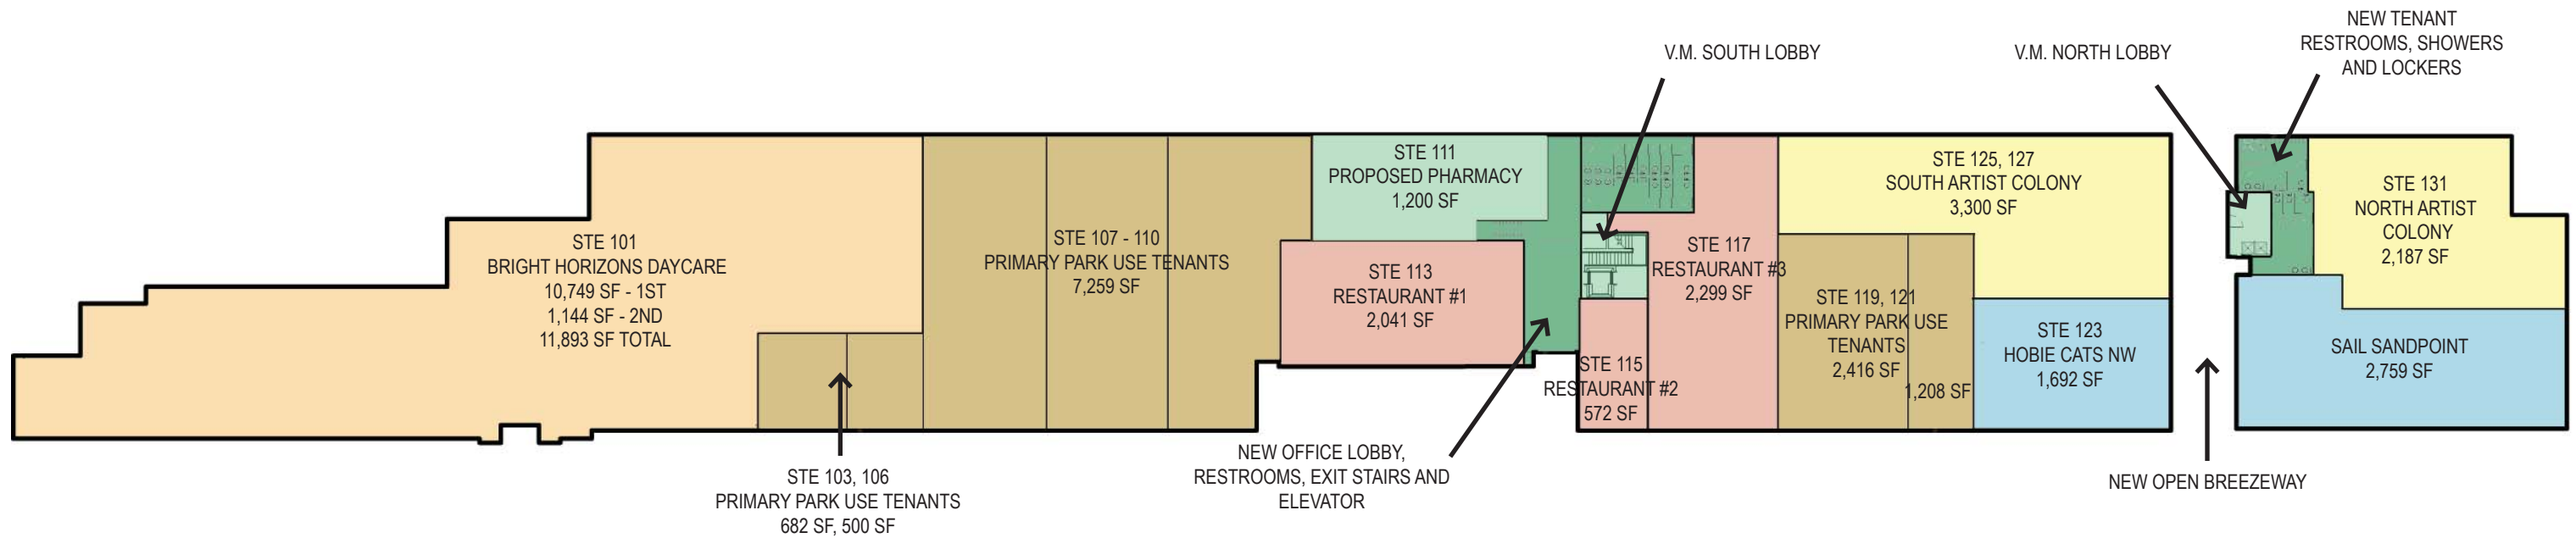 NEW TENANT
RESTROOMS, SHOWERS
AND LOCKERS
V.M. SOUTH LOBBY
V.M. NORTH LOBBY
STE 101
BRIGHT HORIZONS DAYCARE
10,749 SF - 1ST
1,144 SF - 2ND
11,893 SF TOTAL
STE 103, 106
PRIMARY PARK USE TENANTS
682 SF, 500 SF
STE 107 - 110
PRIMARY PARK USE TENANTS
7,259 SF
STE 111
PROPOSED PHARMACY
1,200 SF
STE 113
RESTAURANT #1
2,041 SF
NEW OFFICE LOBBY,
RESTROOMS, EXIT STAIRS AND
ELEVATOR
STE 115
RESTAURANT #2
572 SF
STE 117
RESTAURANT #3
2,299 SF
STE 125, 127
SOUTH ARTIST COLONY
3,300 SF
STE 119, 121
PRIMARY PARK USE
TENANTS
2,416 SF
1,208 SF
STE 123
HOBIE CATS NW
1,692 SF
NEW OPEN BREEZEWAY
STE 131
NORTH ARTIST
COLONY
2,187 SF
SAIL SANDPOINT
2,759 SF